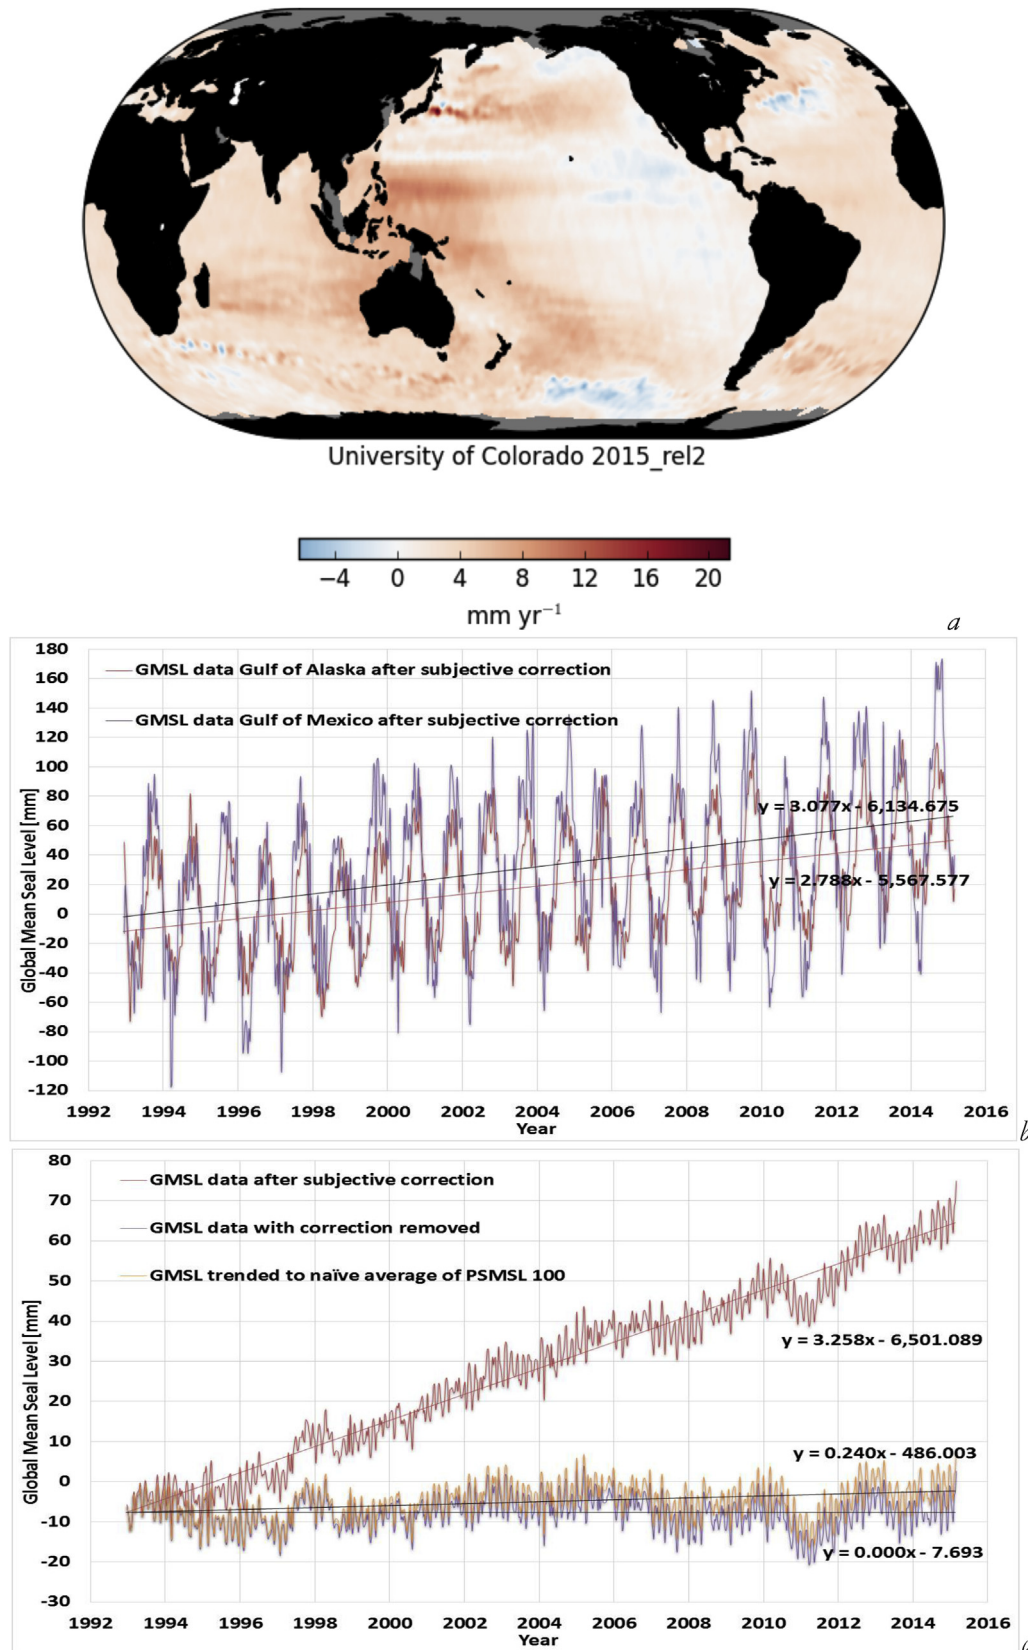 University of Colorado 2015_rel2
−4 0 4 8 12 16 20
mm yr−1
a
180
160
140
120
100
80
60
40
20
0
-20
-40
-60
-80
-100
-120
Global Mean Seal Level [mm]
GMSL data Gulf of Alaska after subjective correction
GMSL data Gulf of Mexico after subjective correction
y = 3.077x - 6,134.675
y = 2.788x - 5,567.577
1992 1994 1996 1998 2000 2002 2004 2006 2008 2010 2012 2014 2016
Year
b
80
70
60
50
40
30
20
10
0
-10
-20
-30
Global Mean Seal Level [mm]
GMSL data after subjective correction
GMSL data with correction removed
GMSL trended to naïve average of PSMSL 100
y = 3.258x - 6,501.089
y = 0.240x - 486.003
y = 0.000x - 7.693
1992 1994 1996 1998 2000 2002 2004 2006 2008 2010 2012 2014 2016
Year